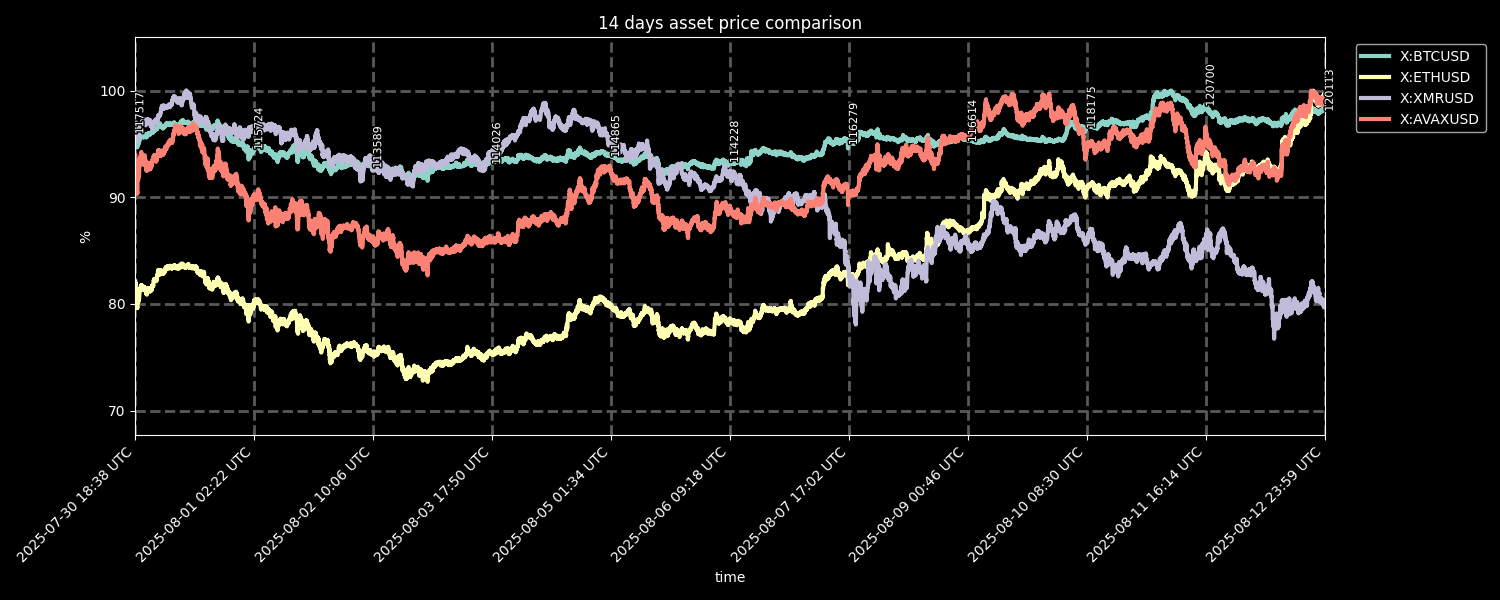 14 days asset price comparison
X:BTCUSD
X:ETHUSD
X:XMRUSD
X:AVAXUSD
%
100
90
80
70
117517
115724
113589
114026
114865
114228
116279
116614
118175
120700
120113
2025-07-30 18:38 UTC
2025-08-01 02:22 UTC
2025-08-02 10:06 UTC
2025-08-03 17:50 UTC
2025-08-05 01:34 UTC
2025-08-06 09:18 UTC
2025-08-07 17:02 UTC
2025-08-09 00:46 UTC
2025-08-10 08:30 UTC
2025-08-11 16:14 UTC
2025-08-12 23:59 UTC
time